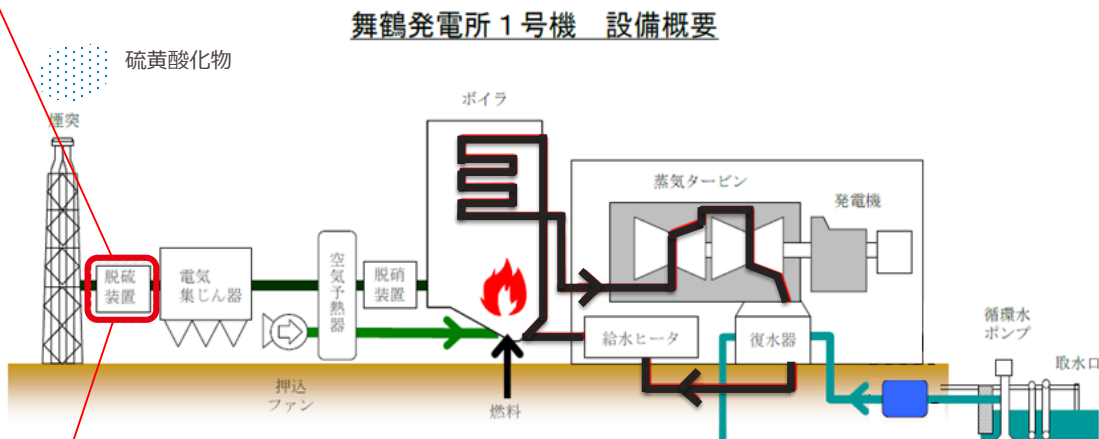 舞鶴発電所１号機　設備概要
硫黄酸化物
煙突
ボイラ
蒸気タービン
発電機
脱硫
装置
電気
集じん器
空気予熱器
脱硝
装置
給水ヒータ
復水器
循環水
ポンプ
取水口
押込
ファン
燃料